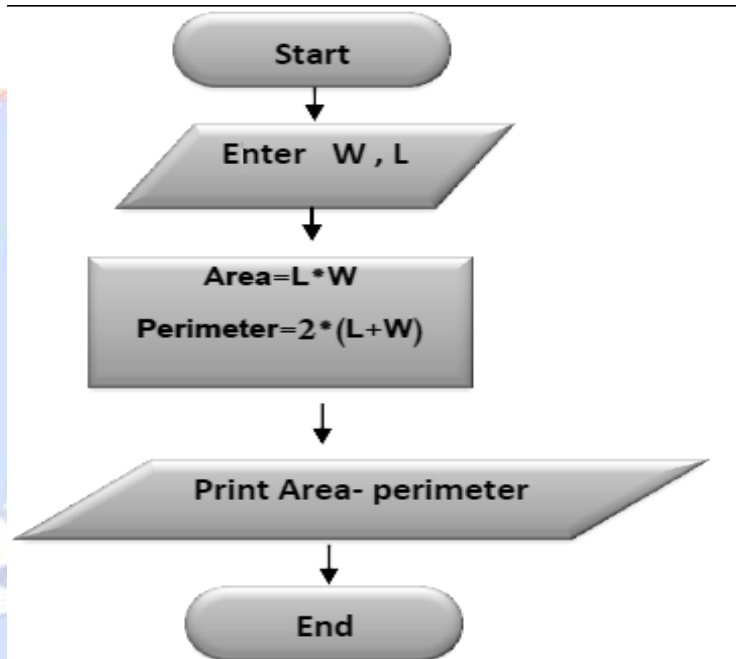 Start
Enter W , L
Area=L*W
Perimeter=2*(L+W)
Print Area- perimeter
End